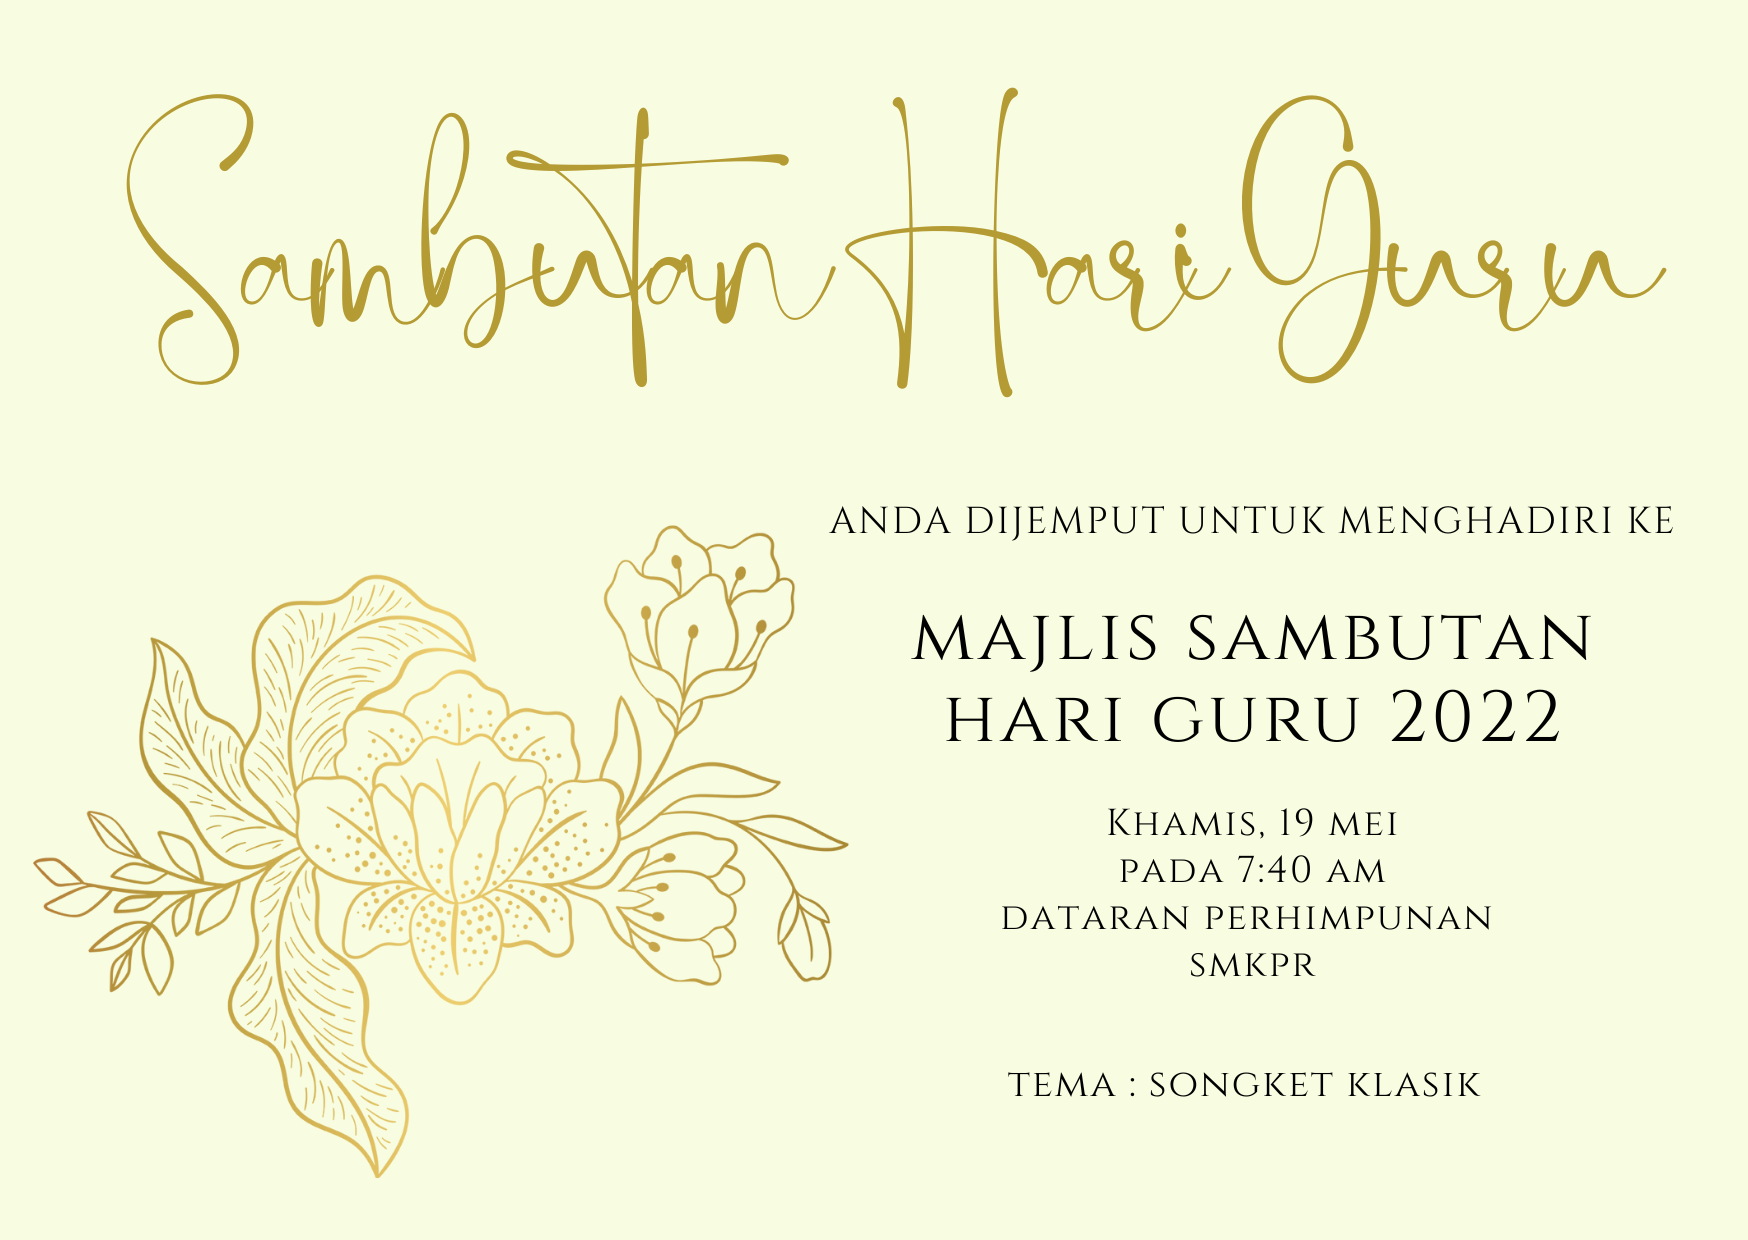 Sambutan Hari Guru
ANDA DIJEMPUT UNTUK MENGHADIRI KE
MAJLIS SAMBUTAN
HARI GURU 2022
KHAMIS, 19 MEI
PADA 7:40 AM
DATARAN PERHIMPUNAN
SMKPR
TEMA : SONGKET KLASIK